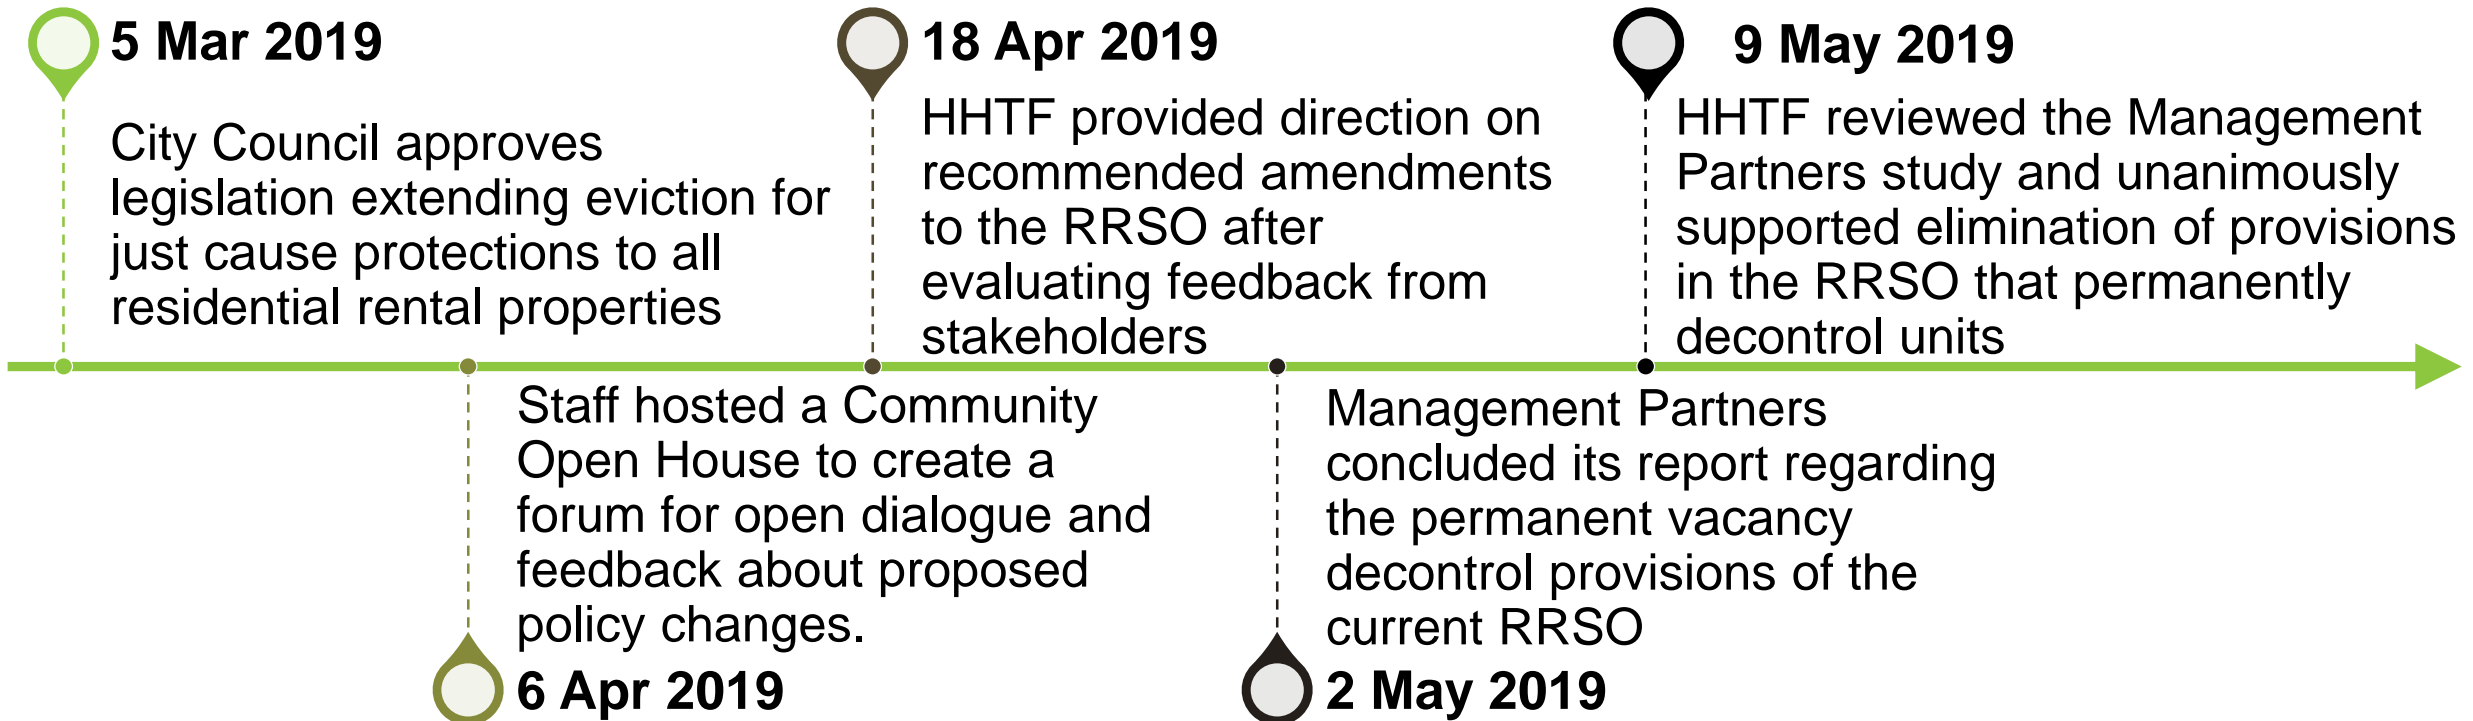 5 Mar 2019
City Council approves
legislation extending eviction for
just cause protections to all
residential rental properties
Staff hosted a Community
Open House to create a
forum for open dialogue and
feedback about proposed
policy changes.
6 Apr 2019
18 Apr 2019
HHTF provided direction on
recommended amendments
to the RRSO after
evaluating feedback from
stakeholders
Management Partners
concluded its report regarding
the permanent vacancy
decontrol provisions of the
current RRSO
2 May 2019
9 May 2019
HHTF reviewed the Management
Partners study and unanimously
supported elimination of provisions
in the RRSO that permanently
decontrol units